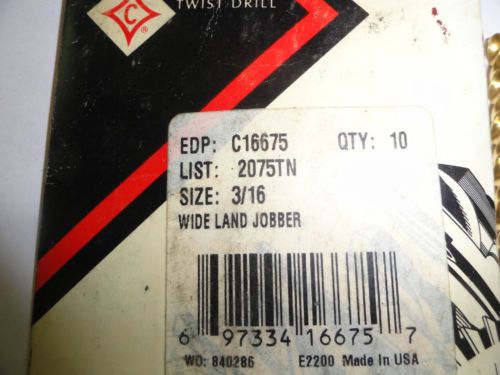 C ®
TWIST DRILL
EDP: C16675 QTY: 10
LIST: 2075TN
SIZE: 3/16
WIDE LAND JOBBER
6 97334 16675 7
WO: 840286 E2200 Made In USA